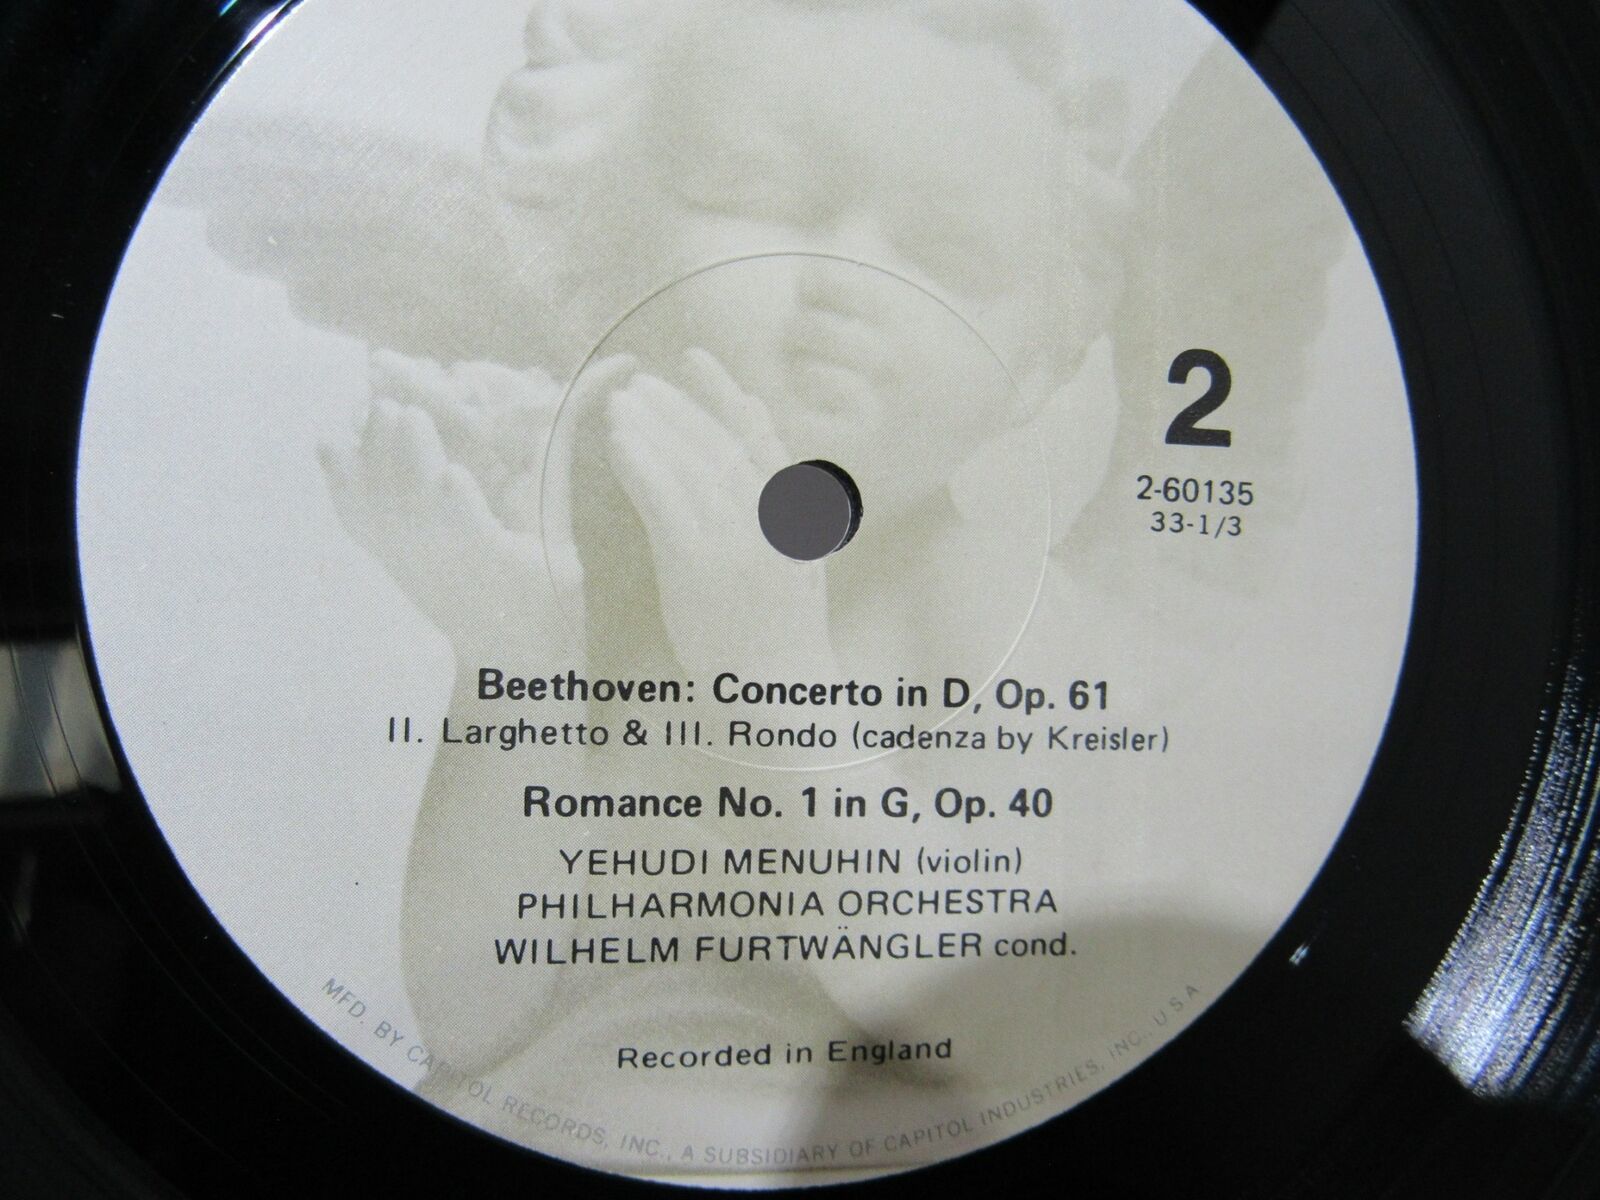 2
2-60135
33-1/3
Beethoven: Concerto in D, Op. 61
II. Larghetto & III. Rondo (cadenza by Kreisler)
Romance No. 1 in G, Op. 40
YEHUDI MENUHIN (violin)
PHILHARMONIA ORCHESTRA
WILHELM FURTWÄNGLER cond.
Recorded in England
MFD. BY CAPITOL RECORDS, INC., A SUBSIDIARY OF CAPITOL INDUSTRIES, INC., U.S.A